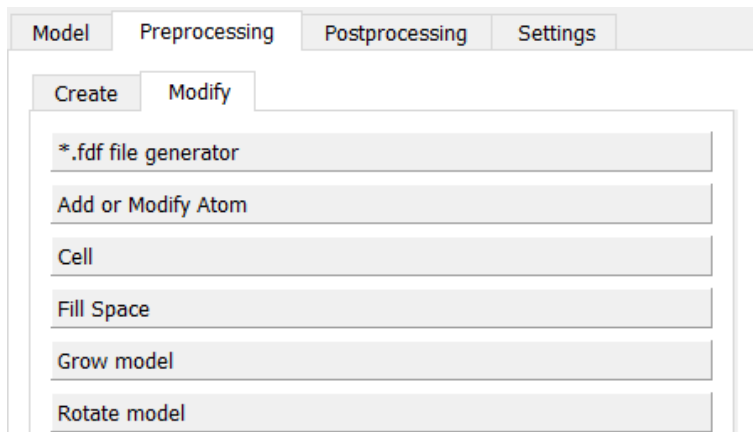 Model Preprocessing Postprocessing Settings
Create Modify
*.fdf file generator
Add or Modify Atom
Cell
Fill Space
Grow model
Rotate model